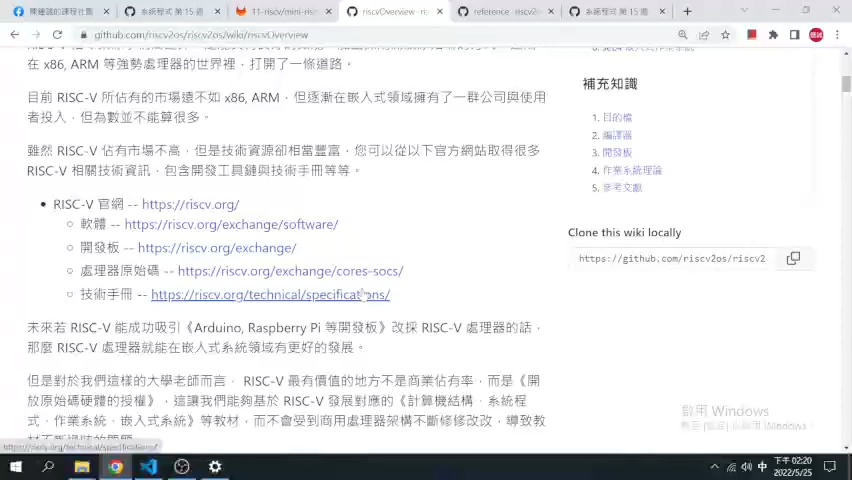 陳鍾誠的課程社團
系統程式 第 15 週
11-riscv/mini-risc
riscvOverview · ris
reference · riscv2o
系統程式 第 15 週
github.com/riscv2os/riscv2os/wiki/riscvOverview
在 x86, ARM 等強勢處理器的世界裡，打開了一條道路。
目前 RISC-V 所佔有的市場遠不如 x86, ARM，但逐漸在嵌入式領域擁有了一群公司與使用
者投入，但為數並不能算很多。
雖然 RISC-V 佔有市場不高，但是技術資源卻相當豐富，您可以從以下官方網站取得很多
RISC-V 相關技術資訊，包含開發工具鏈與技術手冊等等。
RISC-V 官網 -- https://riscv.org/
軟體 -- https://riscv.org/exchange/software/
開發板 -- https://riscv.org/exchange/
處理器原始碼 -- https://riscv.org/exchange/cores-socs/
技術手冊 -- https://riscv.org/technical/specifications/
未來若 RISC-V 能成功吸引《Arduino, Raspberry Pi 等開發板》改採 RISC-V 處理器的話，
那麼 RISC-V 處理器就能在嵌入式系統領域有更好的發展。
但是對於我們這樣的大學老師而言， RISC-V 最有價值的地方不是商業佔有率，而是《開
放原始碼硬體的授權》，這讓我們能夠基於 RISC-V 發展對應的《計算機結構、系統程
式、作業系統、嵌入式系統》等教材，而不會受到商用處理器架構不斷修修改改，導致教
補充知識
1. 目的檔
2. 編譯器
3. 開發板
4. 作業系統理論
5. 參考文獻
Clone this wiki locally
https://github.com/riscv2os/riscv2
啟用 Windows
https://riscv.org/technical/specifications/
中
下午 02:20
2022/5/25